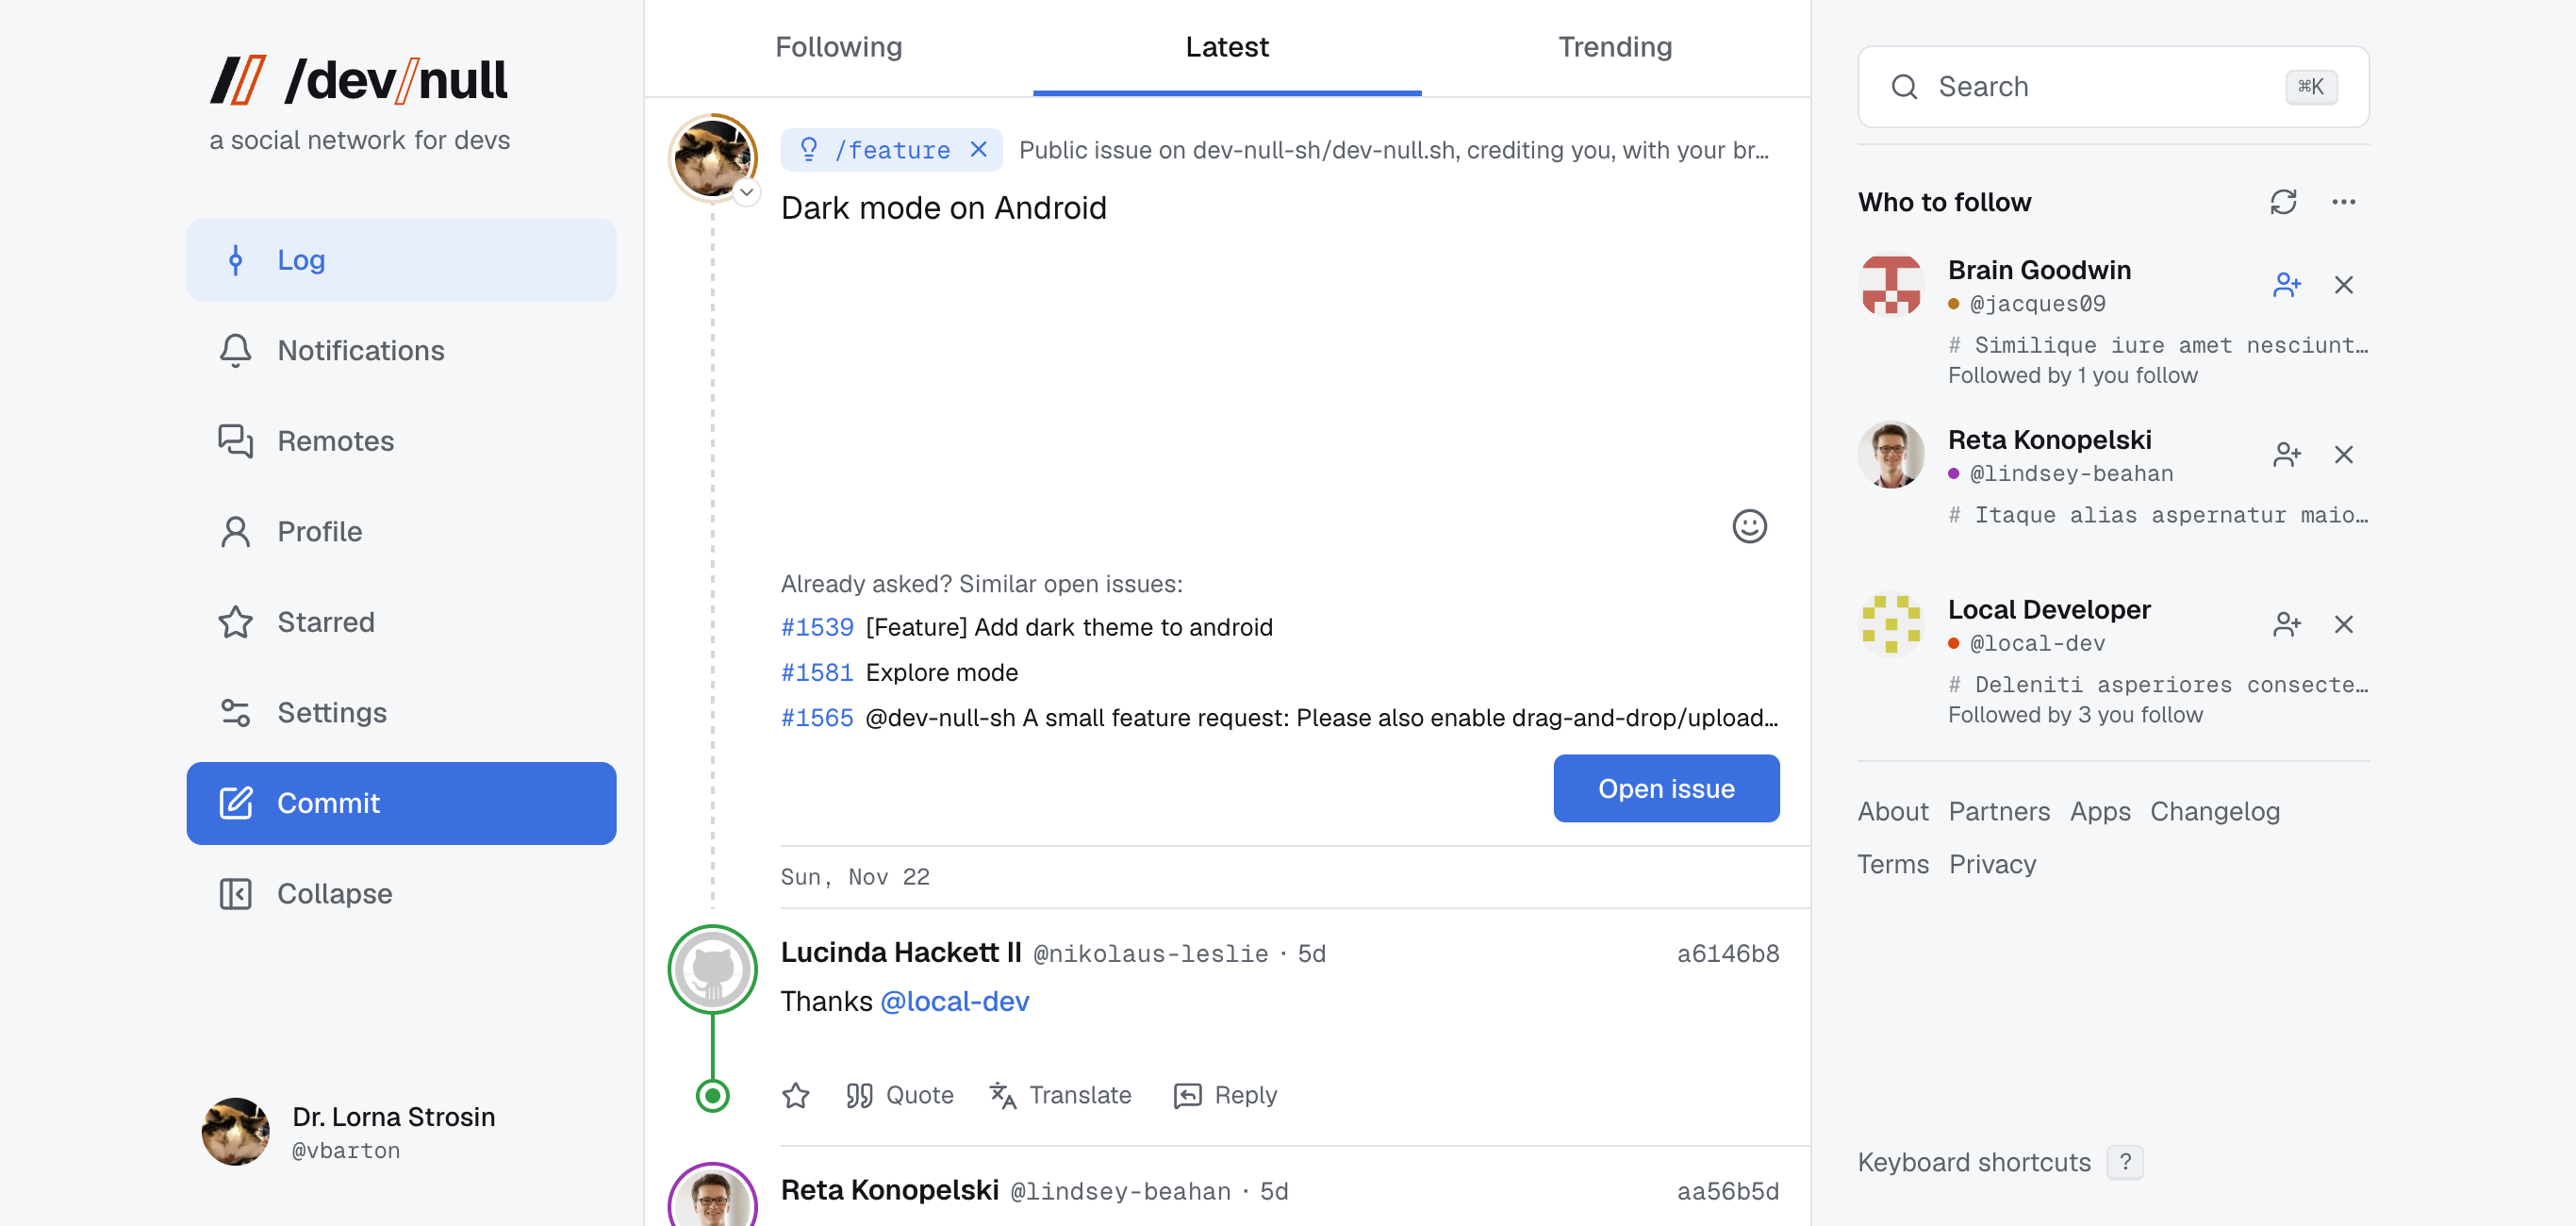 /dev//null
a social network for devs
Log
Notifications
Remotes
Profile
Starred
Settings
Commit
Collapse
Dr. Lorna Strosin
@vbarton
Following
Latest
Trending
/feature
Public issue on dev-null-sh/dev-null.sh, crediting you, with your br…
Dark mode on Android
Already asked? Similar open issues:
#1539 [Feature] Add dark theme to android
#1581 Explore mode
#1565 @dev-null-sh A small feature request: Please also enable drag-and-drop/upload…
Open issue
Sun, Nov 22
Lucinda Hackett II @nikolaus-leslie · 5d a6146b8
Thanks @local-dev
Quote
Translate
Reply
Reta Konopelski @lindsey-beahan · 5d aa56b5d
Search
⌘K
Who to follow
Brain Goodwin
@jacques09
# Similique iure amet nesciunt…
Followed by 1 you follow
Reta Konopelski
@lindsey-beahan
# Itaque alias aspernatur maio…
Local Developer
@local-dev
# Deleniti asperiores consecte…
Followed by 3 you follow
About Partners Apps Changelog
Terms Privacy
Keyboard shortcuts ?